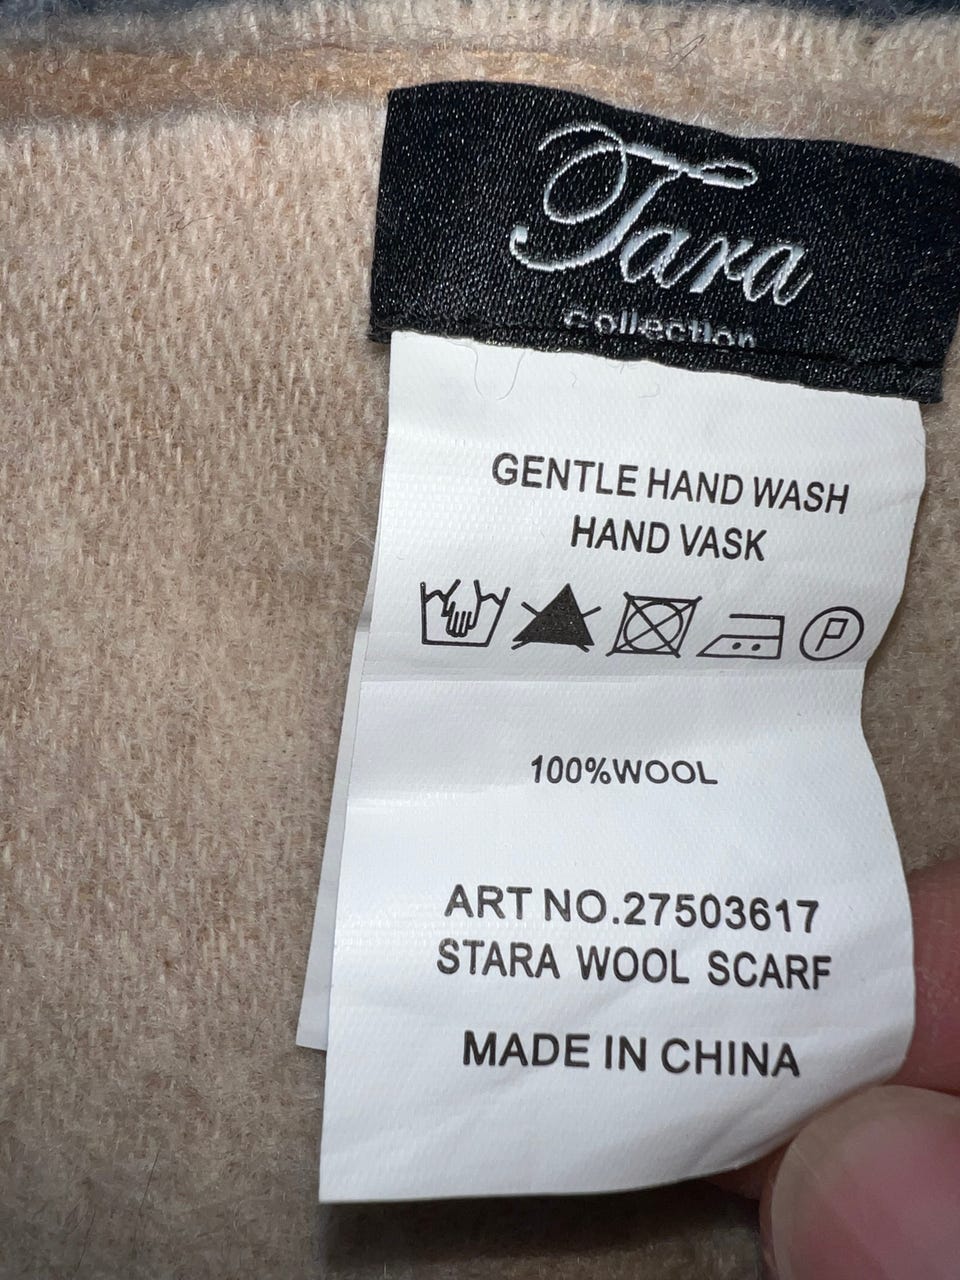 Tara
collection
GENTLE HAND WASH
HAND VASK
P
100%WOOL
ART NO.27503617
STARA WOOL SCARF
MADE IN CHINA